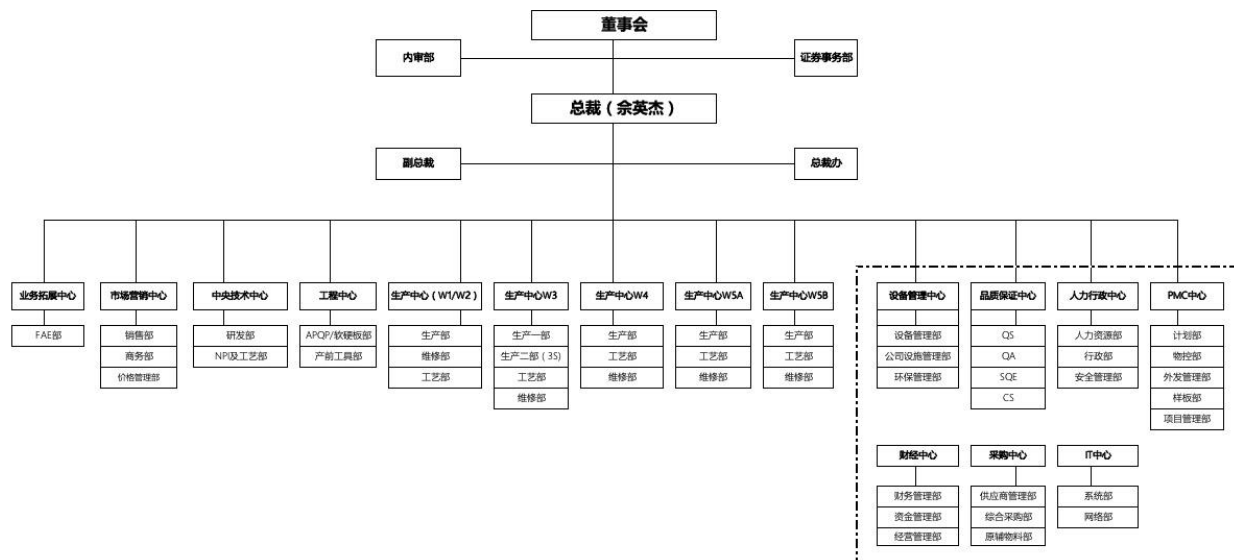 董事会
内审部
证券事务部
总裁（佘英杰）
副总裁
总裁办
业务拓展中心
FAE部
市场营销中心
销售部
商务部
价格管理部
中央技术中心
研发部
NPI及工艺部
工程中心
APQP/软硬板部
产前工具部
生产中心（W1/W2）
生产部
维修部
工艺部
生产中心W3
生产一部
生产二部（3S）
工艺部
维修部
生产中心W4
生产部
工艺部
维修部
生产中心W5A
生产部
工艺部
维修部
生产中心W5B
生产部
工艺部
维修部
设备管理中心
设备管理部
公司设施管理部
环保管理部
品质保证中心
QS
QA
SQE
CS
人力行政中心
人力资源部
行政部
安全管理部
PMC中心
计划部
物控部
外发管理部
样板部
项目管理部
财经中心
财务管理部
资金管理部
经营管理部
采购中心
供应商管理部
综合采购部
原辅物料部
IT中心
系统部
网络部